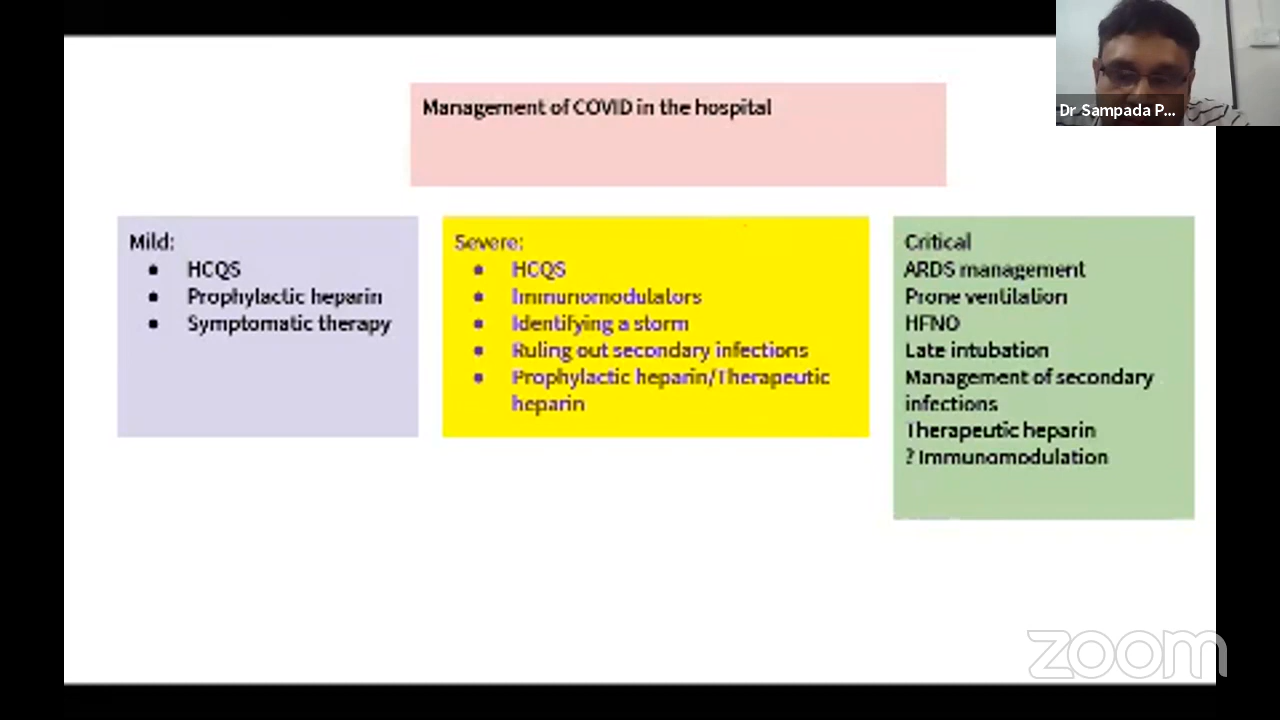 Dr Sampada P...
Management of COVID in the hospital
Mild:
● HCQS
● Prophylactic heparin
● Symptomatic therapy
Severe:
● HCQS
● Immunomodulators
● Identifying a storm
● Ruling out secondary infections
● Prophylactic heparin/Therapeutic
heparin
Critical
ARDS management
Prone ventilation
HFNO
Late intubation
Management of secondary
infections
Therapeutic heparin
? Immunomodulation
zoom